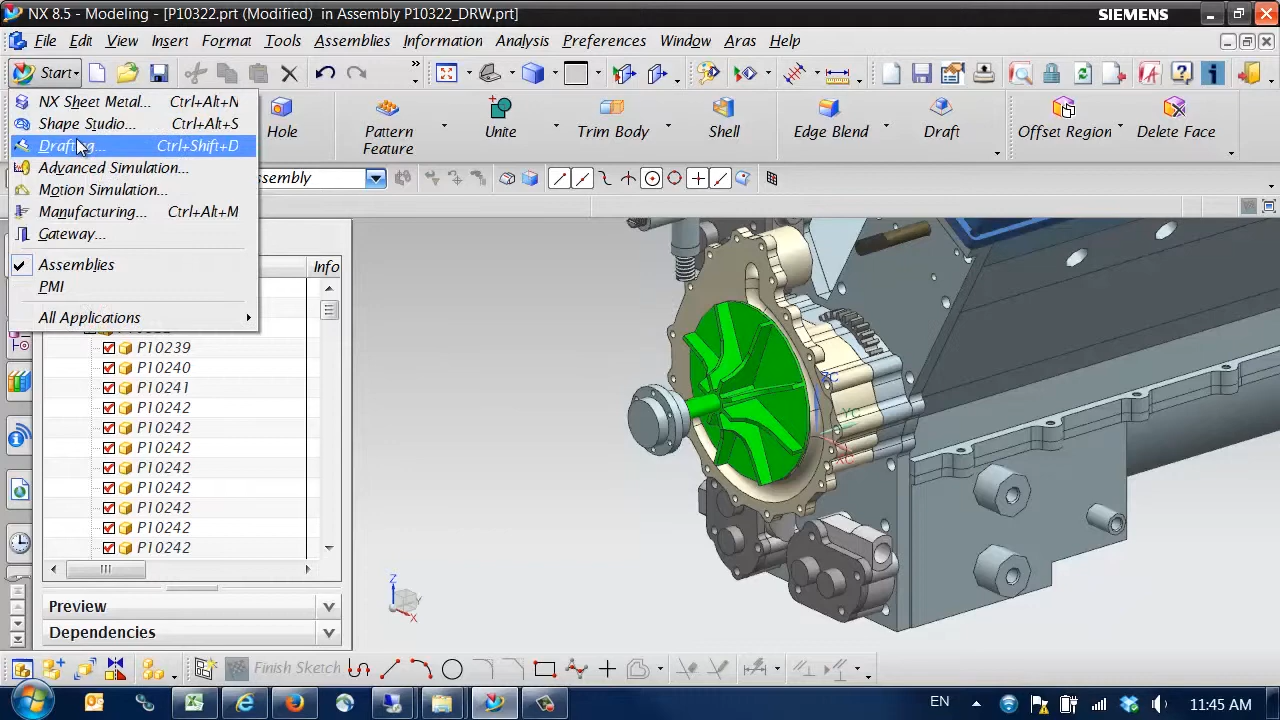 NX 8.5 - Modeling - [P10322.prt (Modified)  in Assembly P10322_DRW.prt]
SIEMENS
File Edit View Insert Format Tools Assemblies Information Analysis Preferences Window Aras Help
Start
NX Sheet Metal... Ctrl+Alt+N
Shape Studio... Ctrl+Alt+S
Drafting... Ctrl+Shift+D
Advanced Simulation...
Motion Simulation...
Manufacturing... Ctrl+Alt+M
Gateway...
Assemblies
PMI
All Applications
Hole
Pattern
Feature
Unite
Trim Body
Shell
Edge Blend
Draft
Offset Region
Delete Face
ssembly
Info
P10239
P10240
P10241
P10242
P10242
P10242
P10242
P10242
P10242
P10242
P10242
Preview
Dependencies
ZC
YC
XC
Z
Y
X
Finish Sketch
EN
11:45 AM